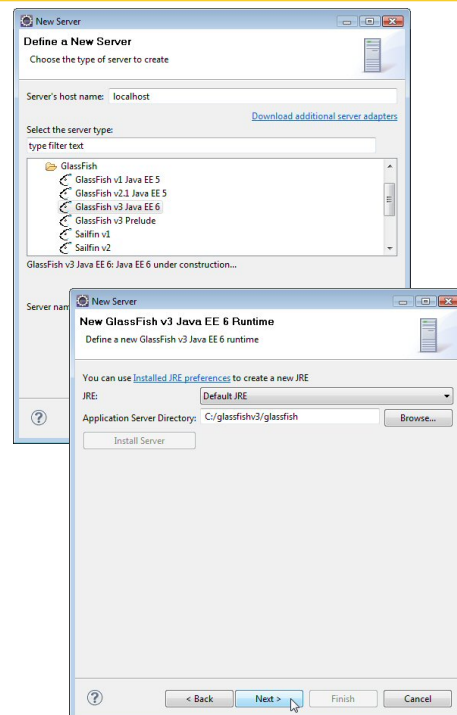 New Server
Define a New Server
Choose the type of server to create
Server's host name: localhost
Download additional server adapters
Select the server type:
type filter text
GlassFish
GlassFish v1 Java EE 5
GlassFish v2.1 Java EE 5
GlassFish v3 Java EE 6
GlassFish v3 Prelude
Sailfin v1
Sailfin v2
GlassFish v3 Java EE 6: Java EE 6 under construction...
Server nam
New Server
New GlassFish v3 Java EE 6 Runtime
Define a new GlassFish v3 Java EE 6 runtime
You can use Installed JRE preferences to create a new JRE
JRE: Default JRE
Application Server Directory: C:/glassfishv3/glassfish Browse...
Install Server
? < Back Next > Finish Cancel
?